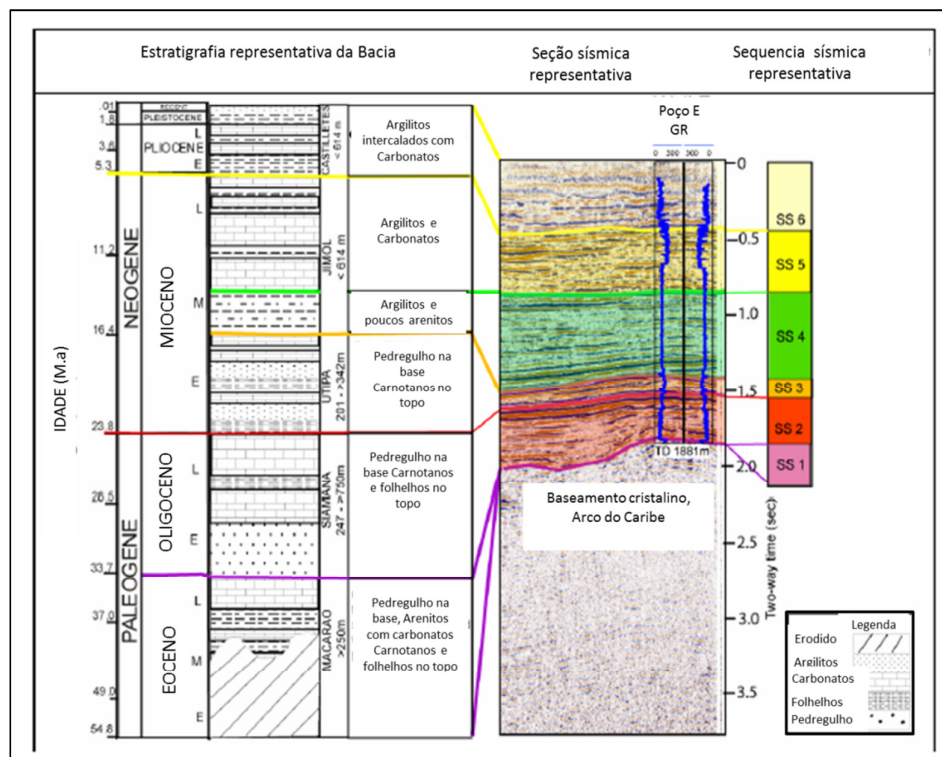 Estratigrafia representativa da Bacia
Seção sísmica
representativa
Sequencia sísmica
representativa
IDADE (M.a)
.01
1.8
3.6
5.3
11.2
16.4
23.8
28.5
33.7
37.0
49.0
54.8
NEOGENE
PALEOGENE
RECENT
PLEISTOCENE
PLIOCENE
MIOCENO
OLIGOCENO
EOCENO
L
E
L
M
E
L
E
L
M
E
CASTILLETES
< 614 m
JIMOL
< 614 m
UTIPA
201 - >342m
SIAMANA
247 - >750m
MACARAO
>250m
Argilitos
intercalados com
Carbonatos
Argilitos e
Carbonatos
Argilitos e
poucos arenitos
Pedregulho na
base
Carnotanos no
topo
Pedregulho na
base Carnotanos
e folhelhos no
topo
Pedregulho na
base, Arenitos
com carbonatos
Carnotanos e
folhelhos no topo
Poço E
GR
0 300 300 0
TD 1881m
Baseamento cristalino,
Arco do Caribe
0
0.5
1.0
1.5
2.0
2.5
3.0
3.5
Two-way time (sec)
SS 6
SS 5
SS 4
SS 3
SS 2
SS 1
Legenda
Erodido
Argilitos
Carbonatos
Folhelhos
Pedregulho